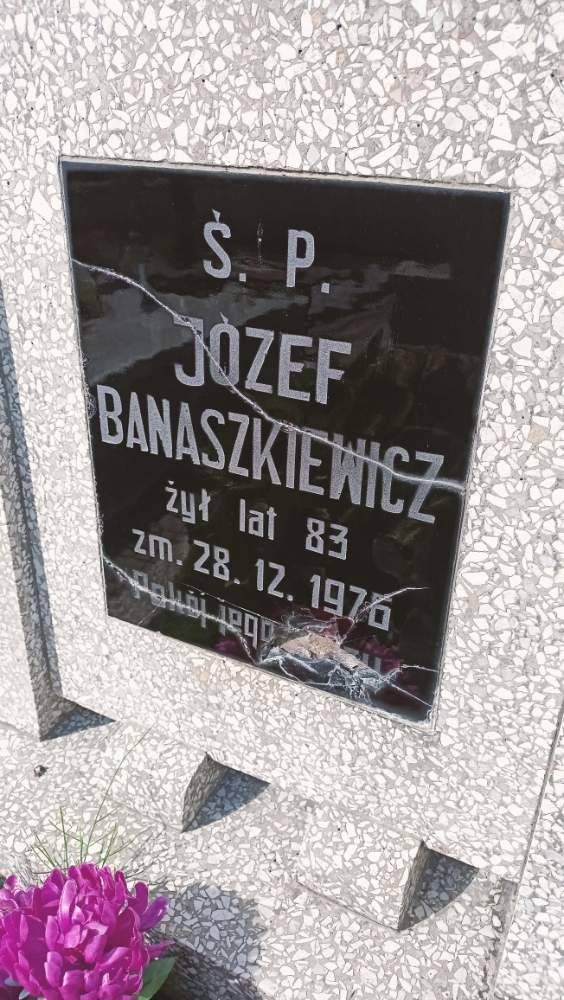 Ś. P.
JÓZEF
BANASZKIEWICZ
żył lat 83
zm. 28. 12. 1976
Pokój jego